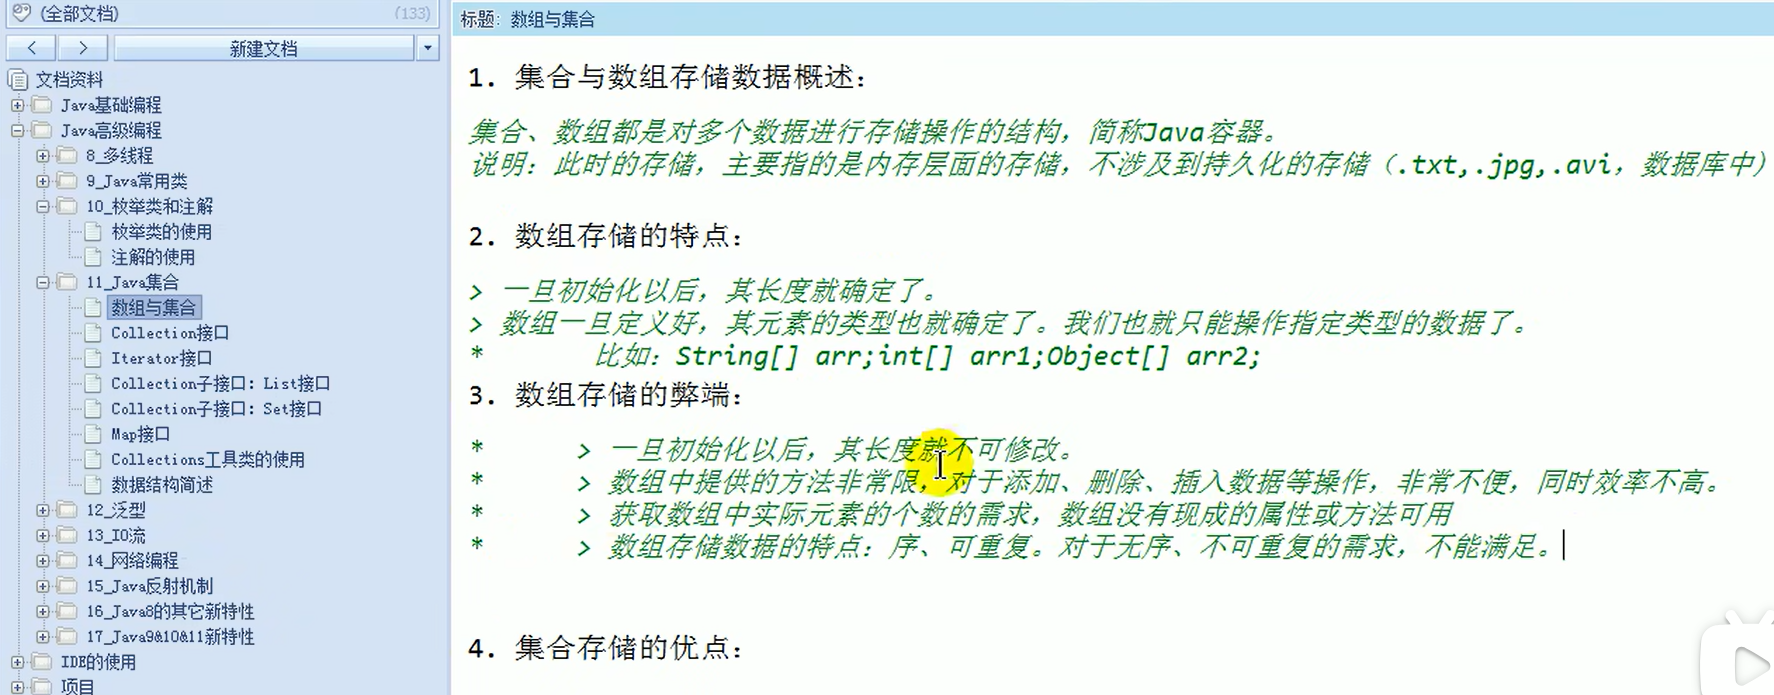 (全部文档)
(133)
新建文档
文档资料
Java基础编程
Java高级编程
8_多线程
9_Java常用类
10_枚举类和注解
枚举类的使用
注解的使用
11_Java集合
数组与集合
Collection接口
Iterator接口
Collection子接口：List接口
Collection子接口：Set接口
Map接口
Collections工具类的使用
数据结构简述
12_泛型
13_IO流
14_网络编程
15_Java反射机制
16_Java8的其它新特性
17_Java9&10&11新特性
IDE的使用
项目
标题：数组与集合
1. 集合与数组存储数据概述：
集合、数组都是对多个数据进行存储操作的结构，简称Java容器。
说明：此时的存储，主要指的是内存层面的存储，不涉及到持久化的存储（.txt,.jpg,.avi，数据库中）
2. 数组存储的特点：
> 一旦初始化以后，其长度就确定了。
> 数组一旦定义好，其元素的类型也就确定了。我们也就只能操作指定类型的数据了。
* 比如：String[] arr;int[] arr1;Object[] arr2;
3. 数组存储的弊端：
* > 一旦初始化以后，其长度就不可修改。
* > 数组中提供的方法非常限，对于添加、删除、插入数据等操作，非常不便，同时效率不高。
* > 获取数组中实际元素的个数的需求，数组没有现成的属性或方法可用
* > 数组存储数据的特点：序、可重复。对于无序、不可重复的需求，不能满足。
4. 集合存储的优点：